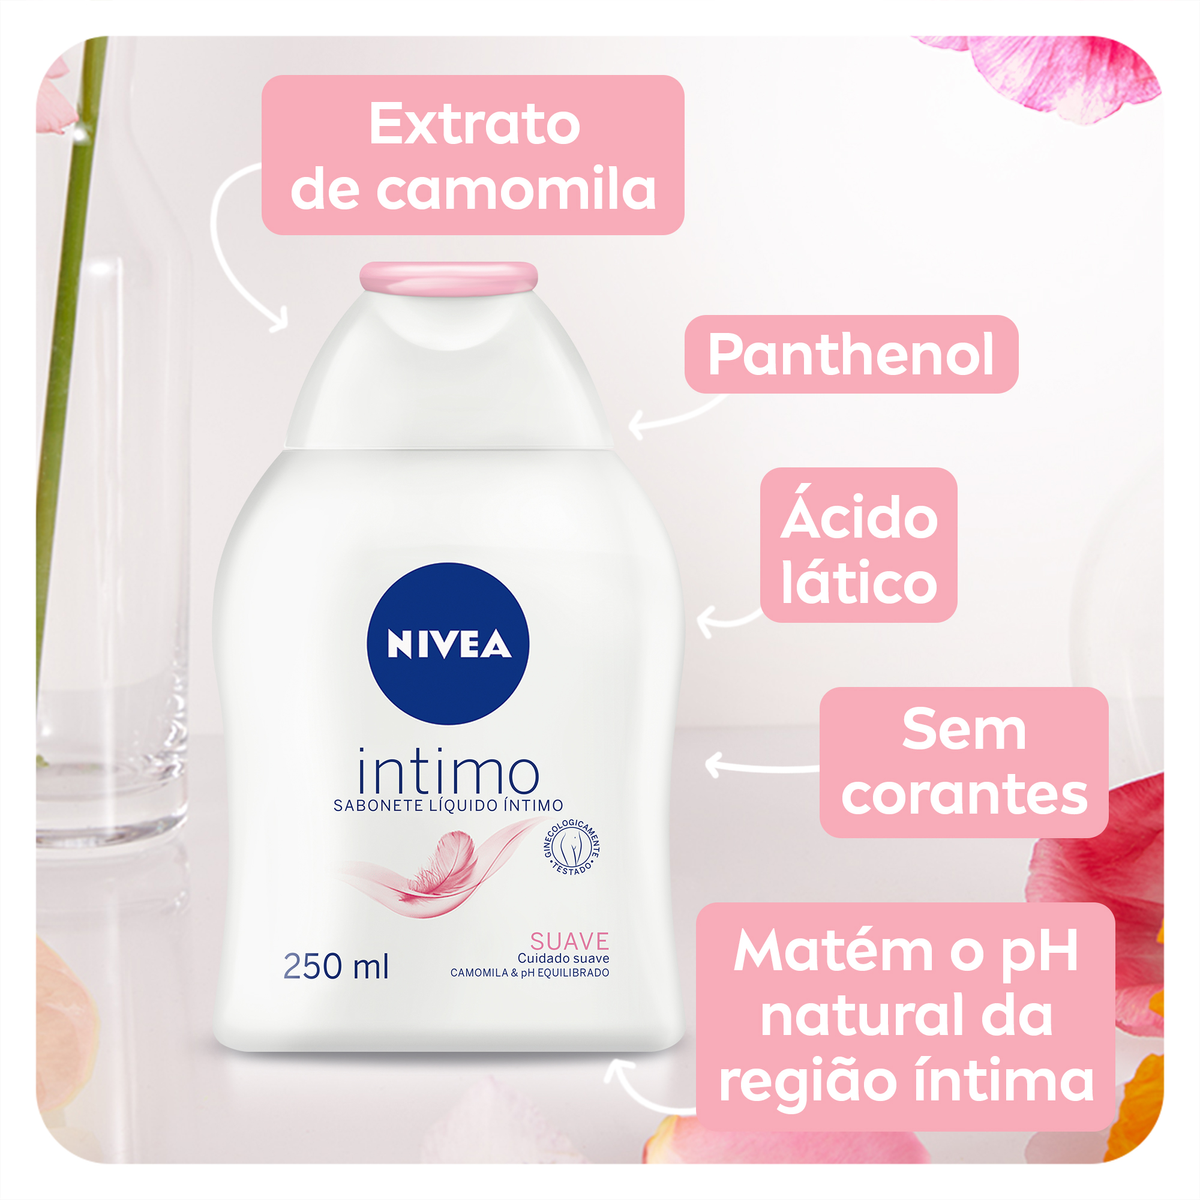 Extrato
de camomila
Panthenol
Ácido
lático
NIVEA
Sem
corantes
intimo
SABONETE LÍQUIDO ÍNTIMO
GINECOLOGICAMENTE
• TESTADO •
SUAVE
Cuidado suave
CAMOMILA & pH EQUILIBRADO
250 ml
Matém o pH
natural da
região íntima